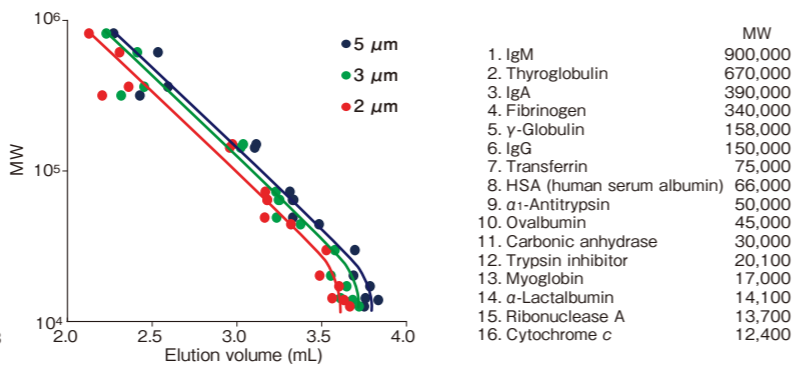 10⁶
10⁵
10⁴
MW
2.0 2.5 3.0 3.5 4.0
Elution volume (mL)
5 μm
3 μm
2 μm
MW
1. IgM 900,000
2. Thyroglobulin 670,000
3. IgA 390,000
4. Fibrinogen 340,000
5. γ-Globulin 158,000
6. IgG 150,000
7. Transferrin 75,000
8. HSA (human serum albumin) 66,000
9. α₁-Antitrypsin 50,000
10. Ovalbumin 45,000
11. Carbonic anhydrase 30,000
12. Trypsin inhibitor 20,100
13. Myoglobin 17,000
14. α-Lactalbumin 14,100
15. Ribonuclease A 13,700
16. Cytochrome c 12,400